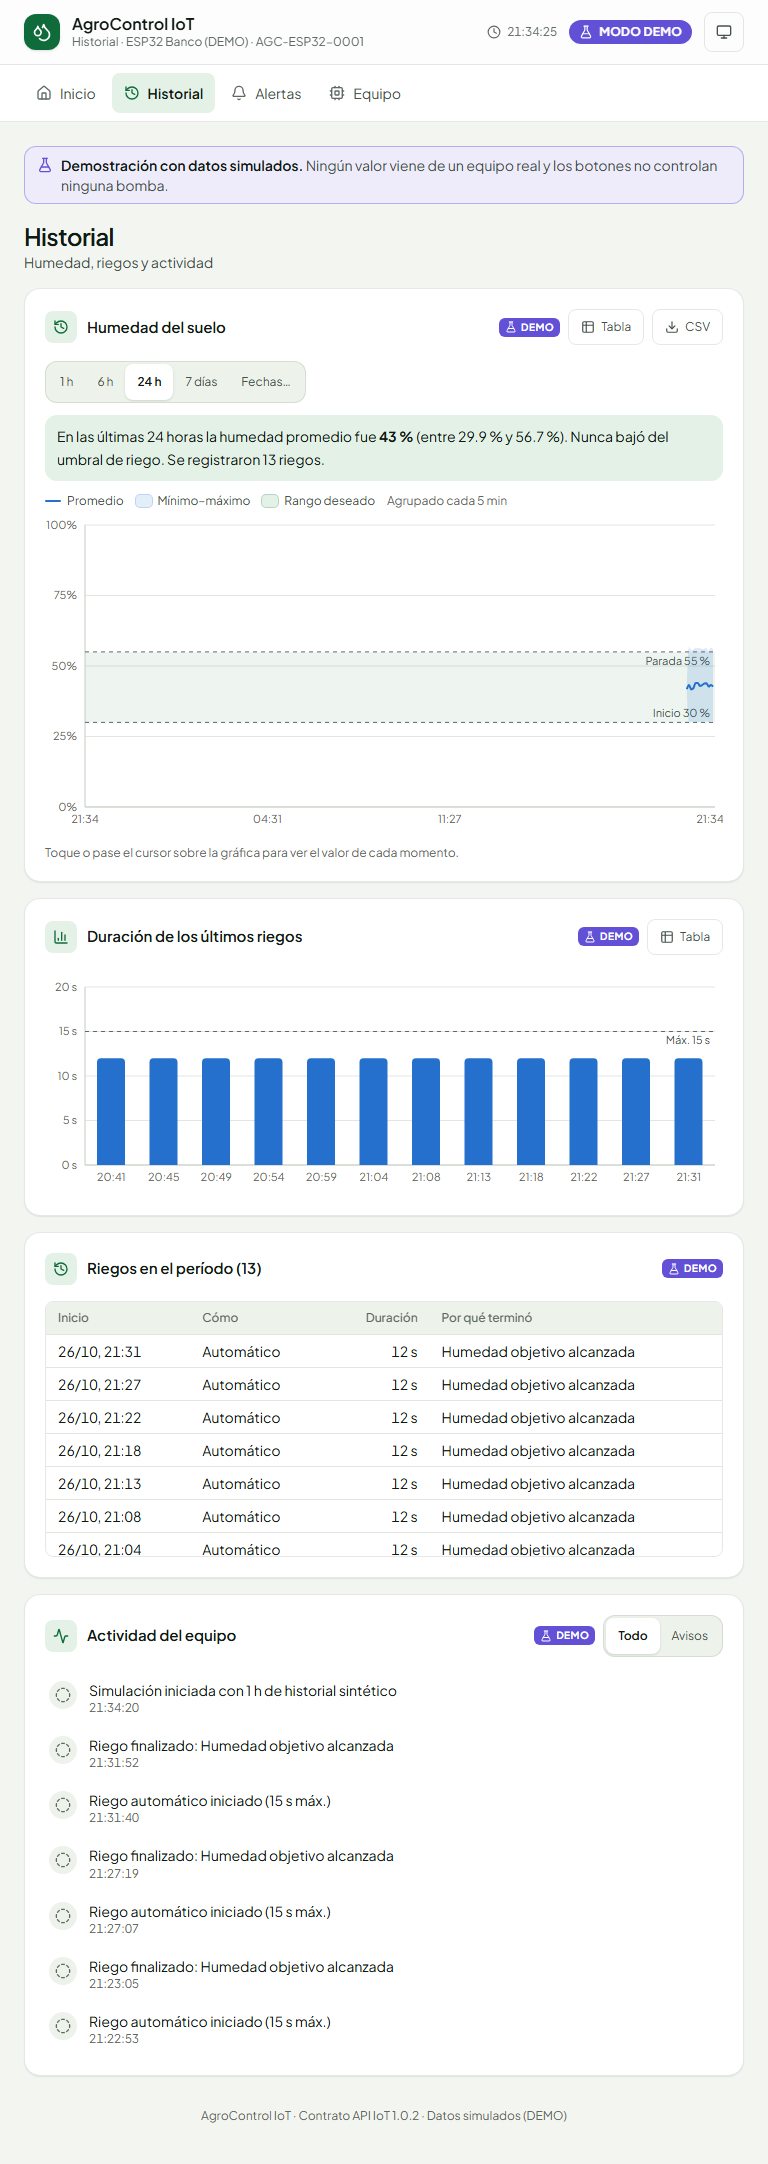 AgroControl IoT
Historial · ESP32 Banco (DEMO) · AGC-ESP32-0001
21:34:25
MODO DEMO
Inicio
Historial
Alertas
Equipo
Demostración con datos simulados. Ningún valor viene de un equipo real y los botones no controlan
ninguna bomba.
Historial
Humedad, riegos y actividad
Humedad del suelo
DEMO
Tabla
CSV
1 h
6 h
24 h
7 días
Fechas...
En las últimas 24 horas la humedad promedio fue 43 % (entre 29.9 % y 56.7 %). Nunca bajó del
umbral de riego. Se registraron 13 riegos.
Promedio
Mínimo–máximo
Rango deseado
Agrupado cada 5 min
100%
75%
50%
25%
0%
Parada 55 %
Inicio 30 %
21:34
04:31
11:27
21:34
Toque o pase el cursor sobre la gráfica para ver el valor de cada momento.
Duración de los últimos riegos
DEMO
Tabla
20 s
15 s
10 s
5 s
0 s
Máx. 15 s
20:41
20:45
20:49
20:54
20:59
21:04
21:08
21:13
21:18
21:22
21:27
21:31
Riegos en el período (13)
DEMO
Inicio Cómo Duración Por qué terminó
26/10, 21:31 Automático 12 s Humedad objetivo alcanzada
26/10, 21:27 Automático 12 s Humedad objetivo alcanzada
26/10, 21:22 Automático 12 s Humedad objetivo alcanzada
26/10, 21:18 Automático 12 s Humedad objetivo alcanzada
26/10, 21:13 Automático 12 s Humedad objetivo alcanzada
26/10, 21:08 Automático 12 s Humedad objetivo alcanzada
26/10, 21:04 Automático 12 s Humedad objetivo alcanzada
Actividad del equipo
DEMO
Todo
Avisos
Simulación iniciada con 1 h de historial sintético
21:34:20
Riego finalizado: Humedad objetivo alcanzada
21:31:52
Riego automático iniciado (15 s máx.)
21:31:40
Riego finalizado: Humedad objetivo alcanzada
21:27:19
Riego automático iniciado (15 s máx.)
21:27:07
Riego finalizado: Humedad objetivo alcanzada
21:23:05
Riego automático iniciado (15 s máx.)
21:22:53
AgroControl IoT · Contrato API IoT 1.0.2 · Datos simulados (DEMO)